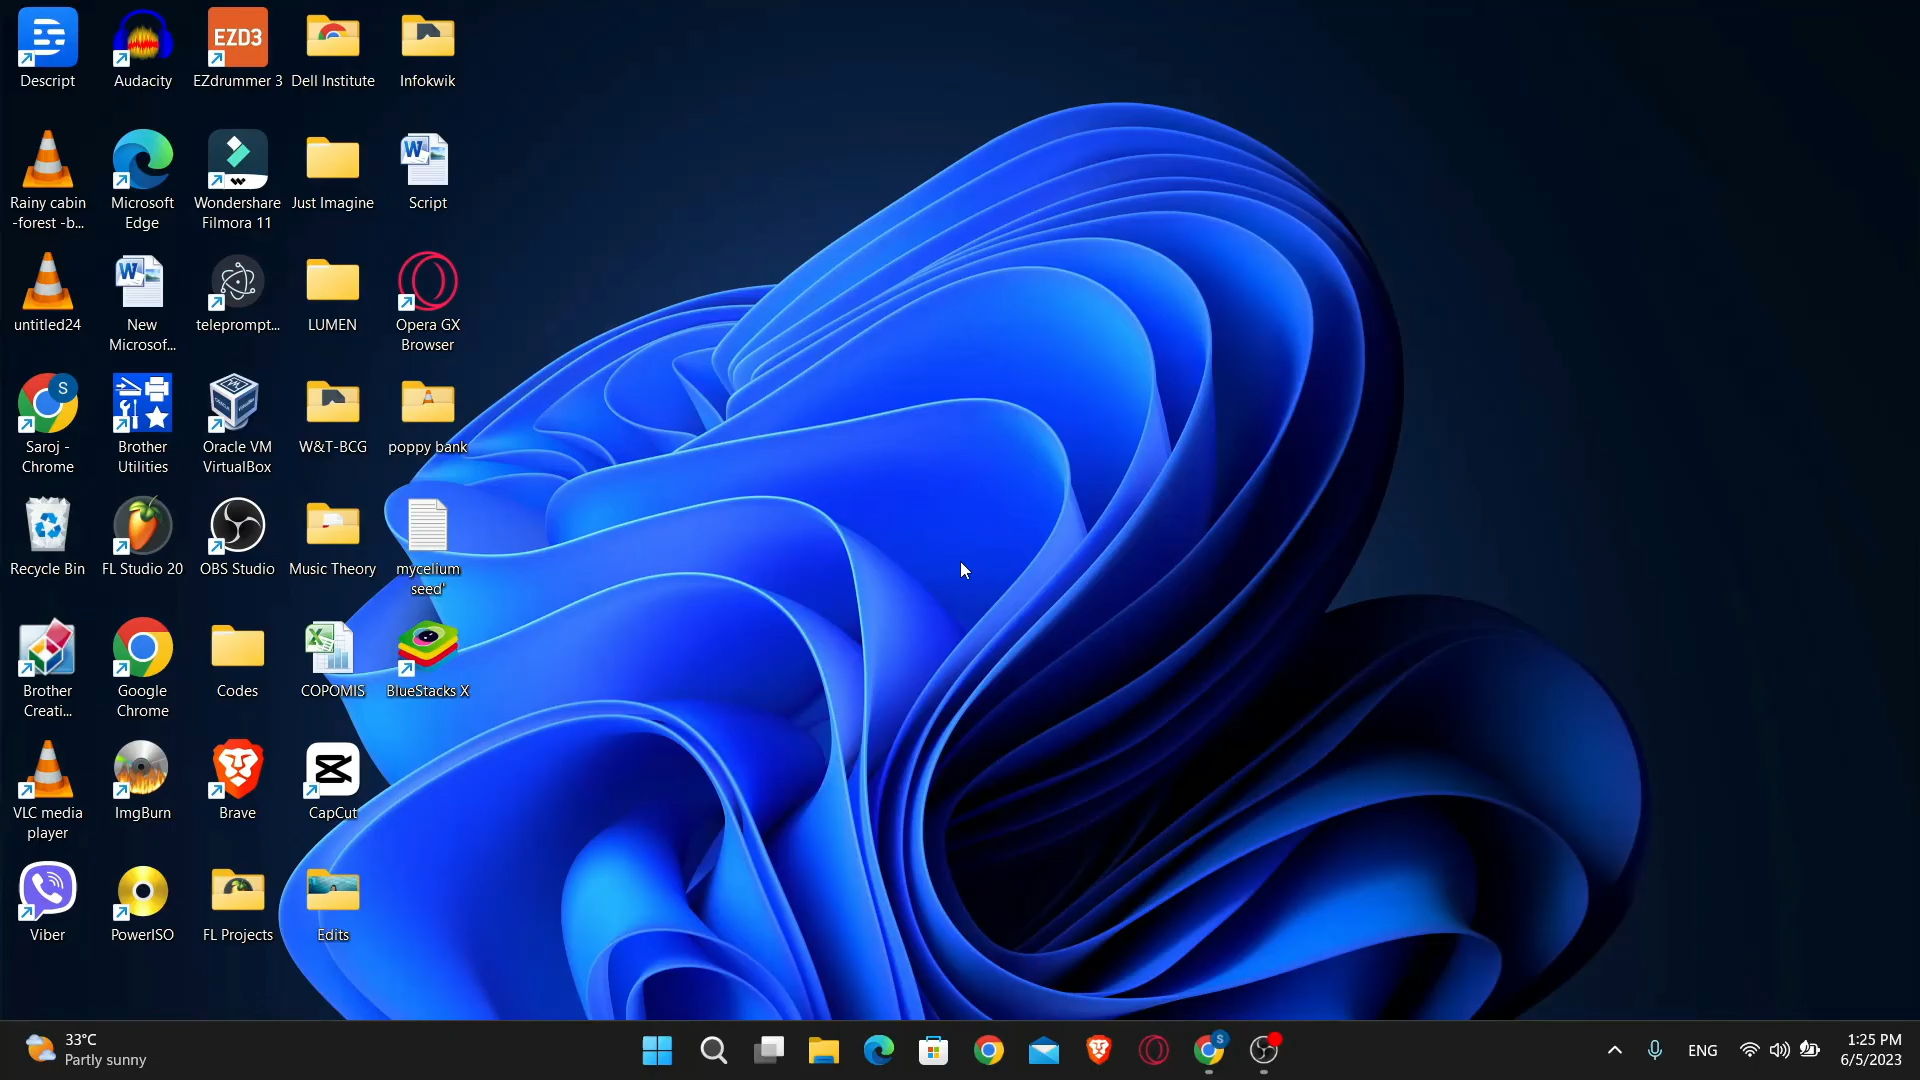 Descript
Audacity
EZD3
EZdrummer 3
Dell Institute
Infokwik
Rainy cabin
-forest -b...
Microsoft
Edge
Wondershare
Filmora 11
Just Imagine
W
Script
untitled24
W
New
Microsof...
teleprompt...
LUMEN
Opera GX
Browser
S
Saroj -
Chrome
Brother
Utilities
Oracle VM
VirtualBox
W&T-BCG
poppy bank
Recycle Bin
FL Studio 20
OBS Studio
Music Theory
mycelium
seed'
Brother
Creati...
Google
Chrome
Codes
X
COPOMIS
BlueStacks X
VLC media
player
ImgBurn
Brave
CapCut
Viber
PowerISO
FL Projects
Edits
33°C
Partly sunny
S
ENG
1:25 PM
6/5/2023